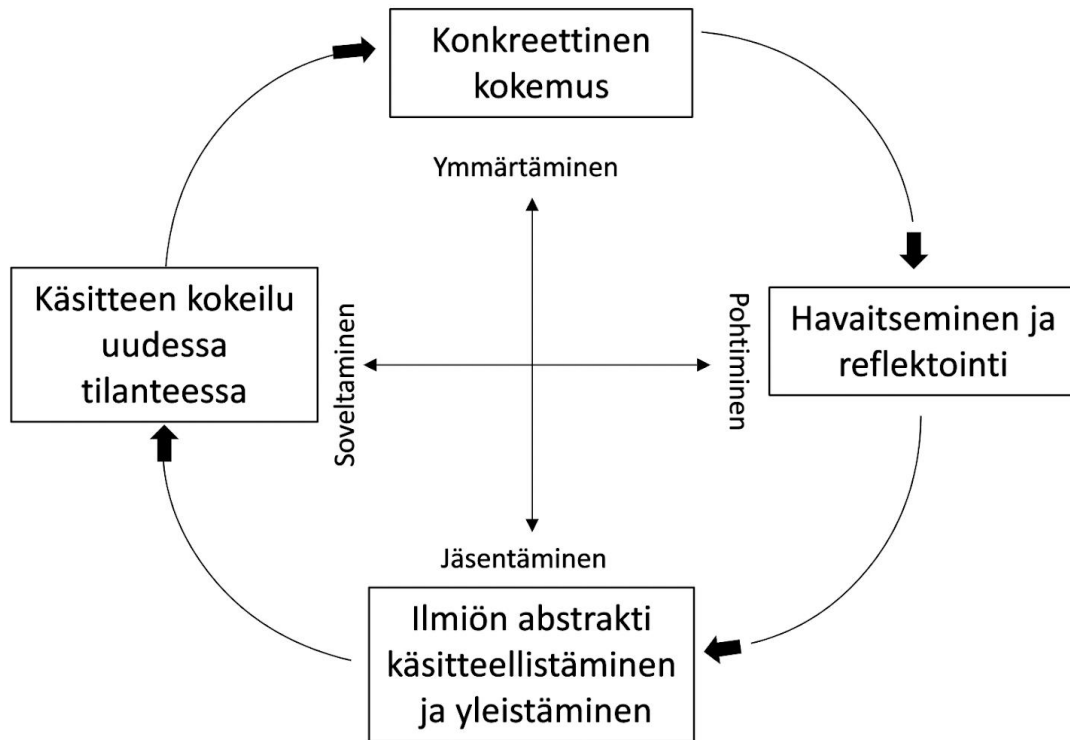 Konkreettinen
kokemus
Ymmärtäminen
Käsitteen kokeilu
uudessa
tilanteessa
Soveltaminen
Pohtiminen
Havaitseminen ja
reflektointi
Jäsentäminen
Ilmiön abstrakti
käsitteellistäminen
ja yleistäminen